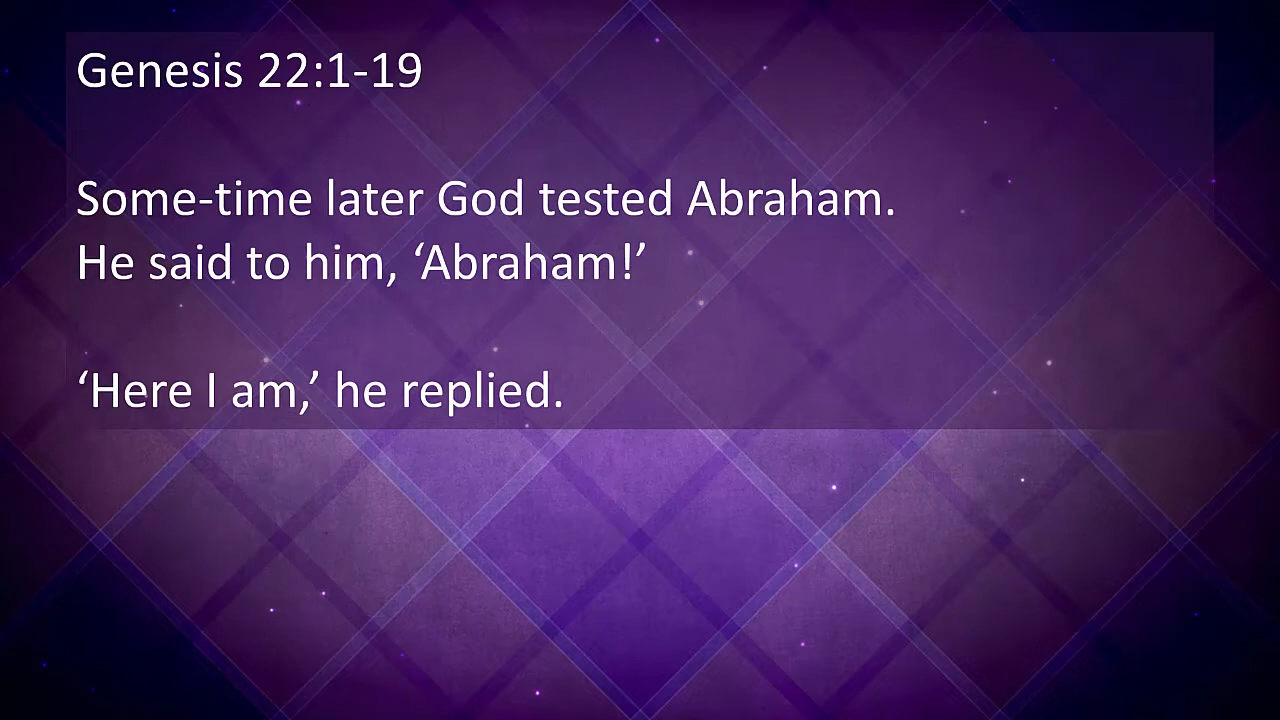 Genesis 22:1-19
Some-time later God tested Abraham.
He said to him, ‘Abraham!’
‘Here I am,’ he replied.